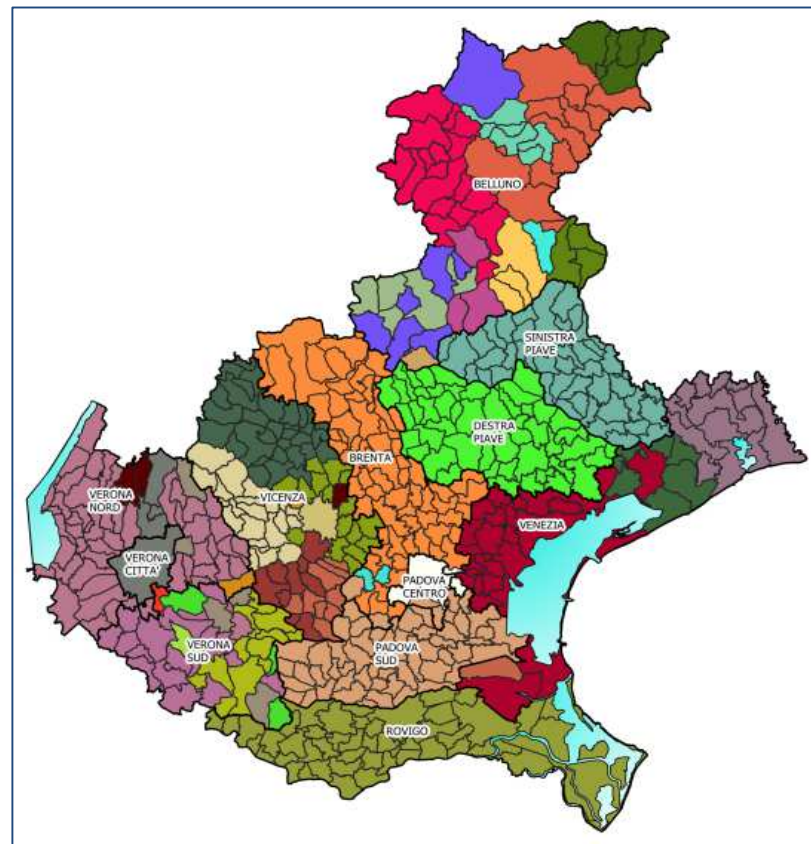 BELLUNO
SINISTRA
PIAVE
DESTRA
PIAVE
BRENTA
VICENZA
VERONA
NORD
VENEZIA
VERONA
CITTA'
PADOVA
CENTRO
VERONA
SUD
PADOVA
SUD
ROVIGO